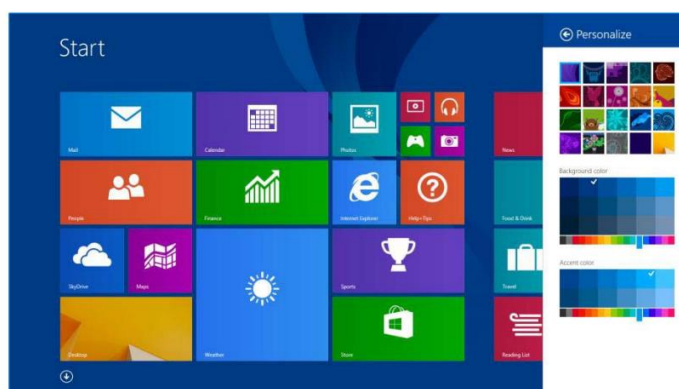 Start
Personalize
Mail
Calendar
Photos
News
People
Finance
Internet Explorer
Help+Tips
Food & Drink
SkyDrive
Maps
Sports
Travel
Desktop
Weather
Store
Reading List
Background color
Accent color